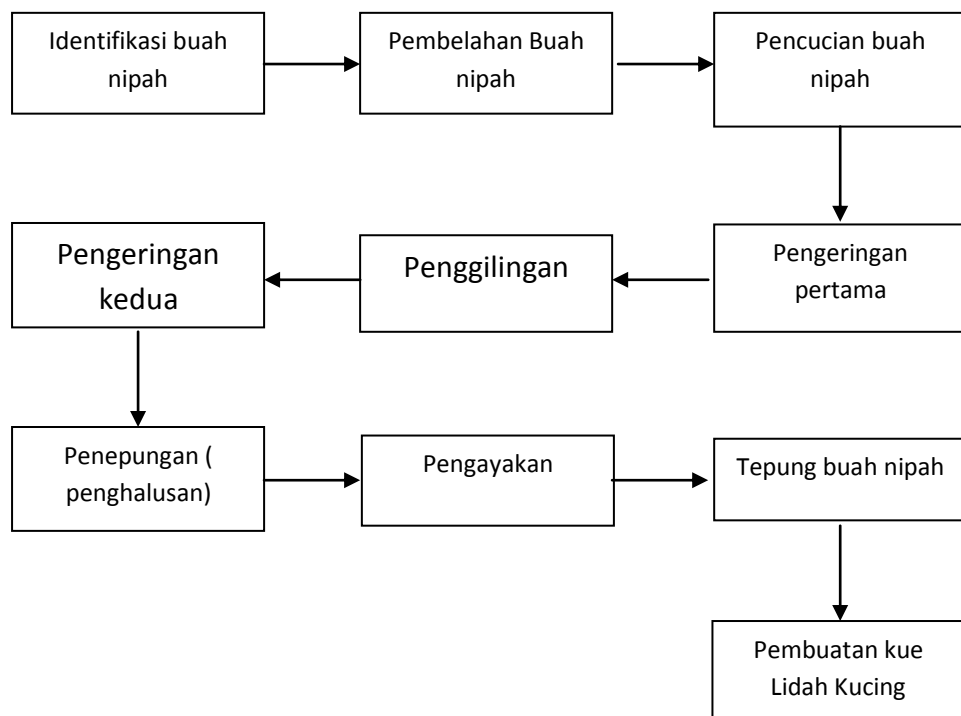 Identifikasi buah
nipah
Pembelahan Buah
nipah
Pencucian buah
nipah
Pengeringan
pertama
Penggilingan
Pengeringan
kedua
Penepungan (
penghalusan)
Pengayakan
Tepung buah nipah
Pembuatan kue
Lidah Kucing